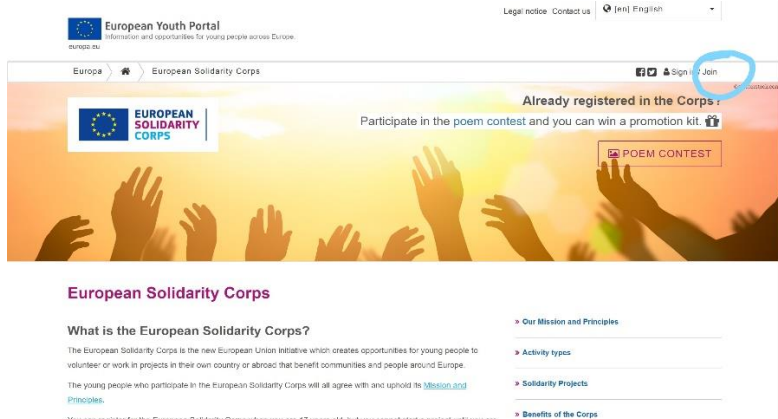 Legal notice Contact us [en] English
European Youth Portal
Information and opportunities for young people across Europe.
europa.eu
Europa European Solidarity Corps Sign in / Join
Already registered in the Corps?
EUROPEAN
SOLIDARITY
CORPS
Participate in the poem contest and you can win a promotion kit.
POEM CONTEST
European Solidarity Corps
What is the European Solidarity Corps?
The European Solidarity Corps is the new European Union initiative which creates opportunities for young people to
volunteer or work in projects in their own country or abroad that benefit communities and people around Europe.
The young people who participate in the European Solidarity Corps will all agree with and uphold its Mission and
Principles.
» Our Mission and Principles
» Activity types
» Solidarity Projects
» Benefits of the Corps